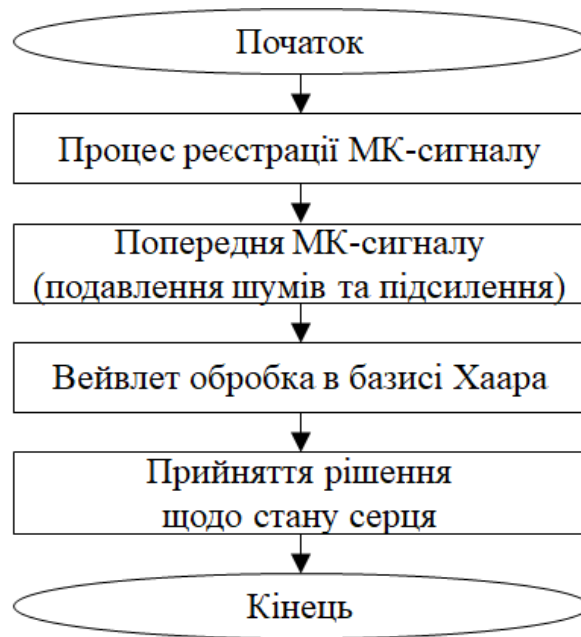 Початок
Процес реєстрації МК-сигналу
Попередня МК-сигналу
(подавлення шумів та підсилення)
Вейвлет обробка в базисі Хаара
Прийняття рішення
щодо стану серця
Кінець